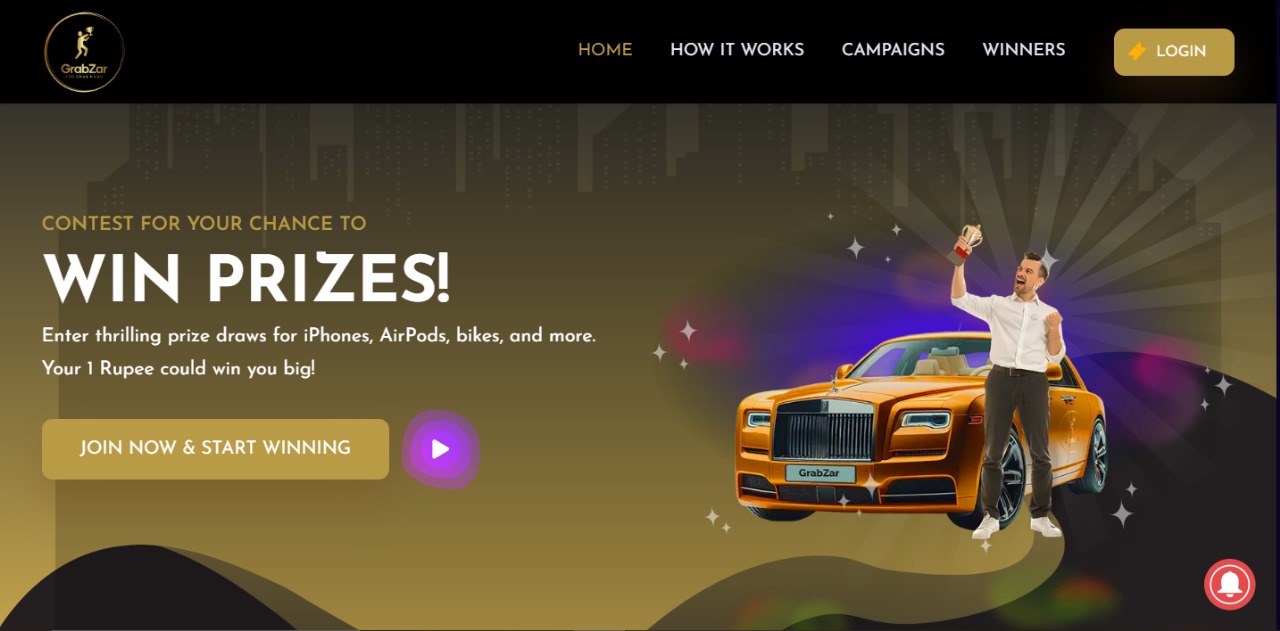 GrabZar
HOME HOW IT WORKS CAMPAIGNS WINNERS LOGIN
CONTEST FOR YOUR CHANCE TO
WIN PRIZES!
Enter thrilling prize draws for iPhones, AirPods, bikes, and more.
Your 1 Rupee could win you big!
JOIN NOW & START WINNING
GrabZar